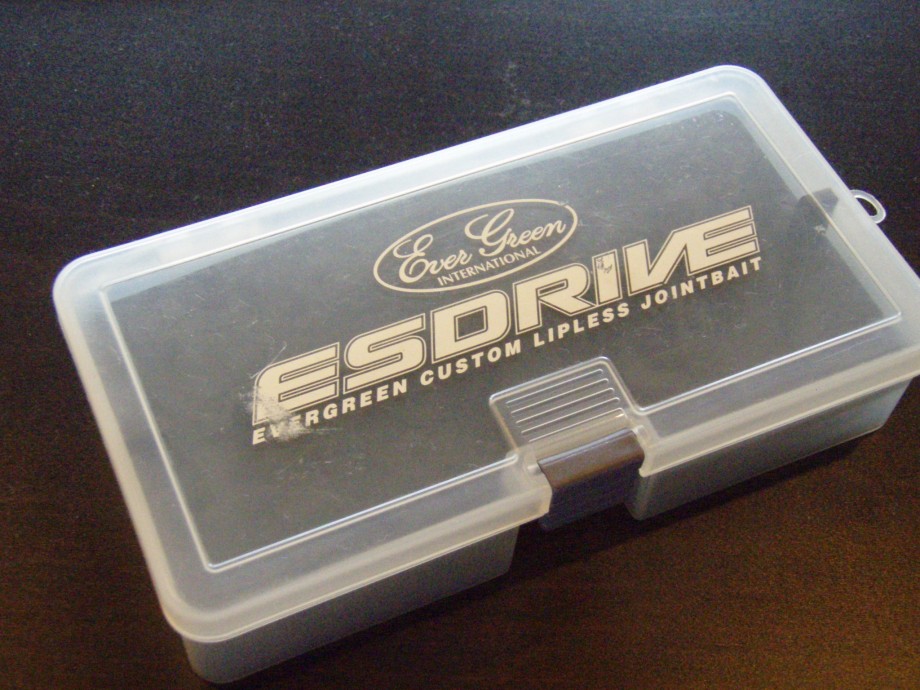 Ever Green
INTERNATIONAL
ESDRIVE
EVERGREEN CUSTOM LIPLESS JOINTBAIT